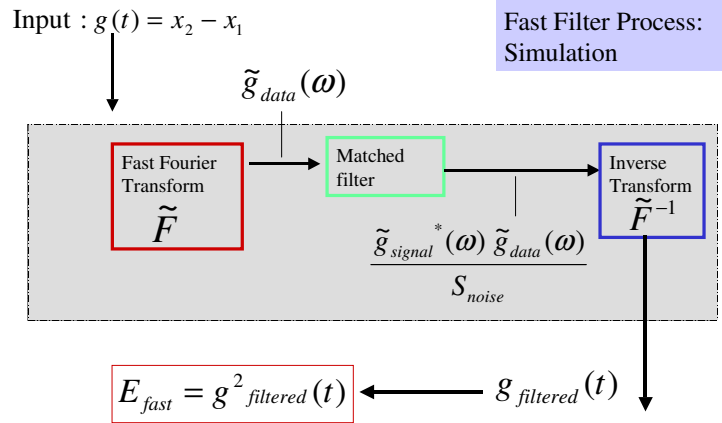 Input : g(t) = x₂ − x₁
Fast Filter Process:
Simulation
g̃_data(ω)
Fast Fourier
Transform
F̃
Matched
filter
Inverse
Transform
F̃⁻¹
g̃_signal*(ω) g̃_data(ω)
S_noise
E_fast = g²_filtered(t)
g_filtered(t)